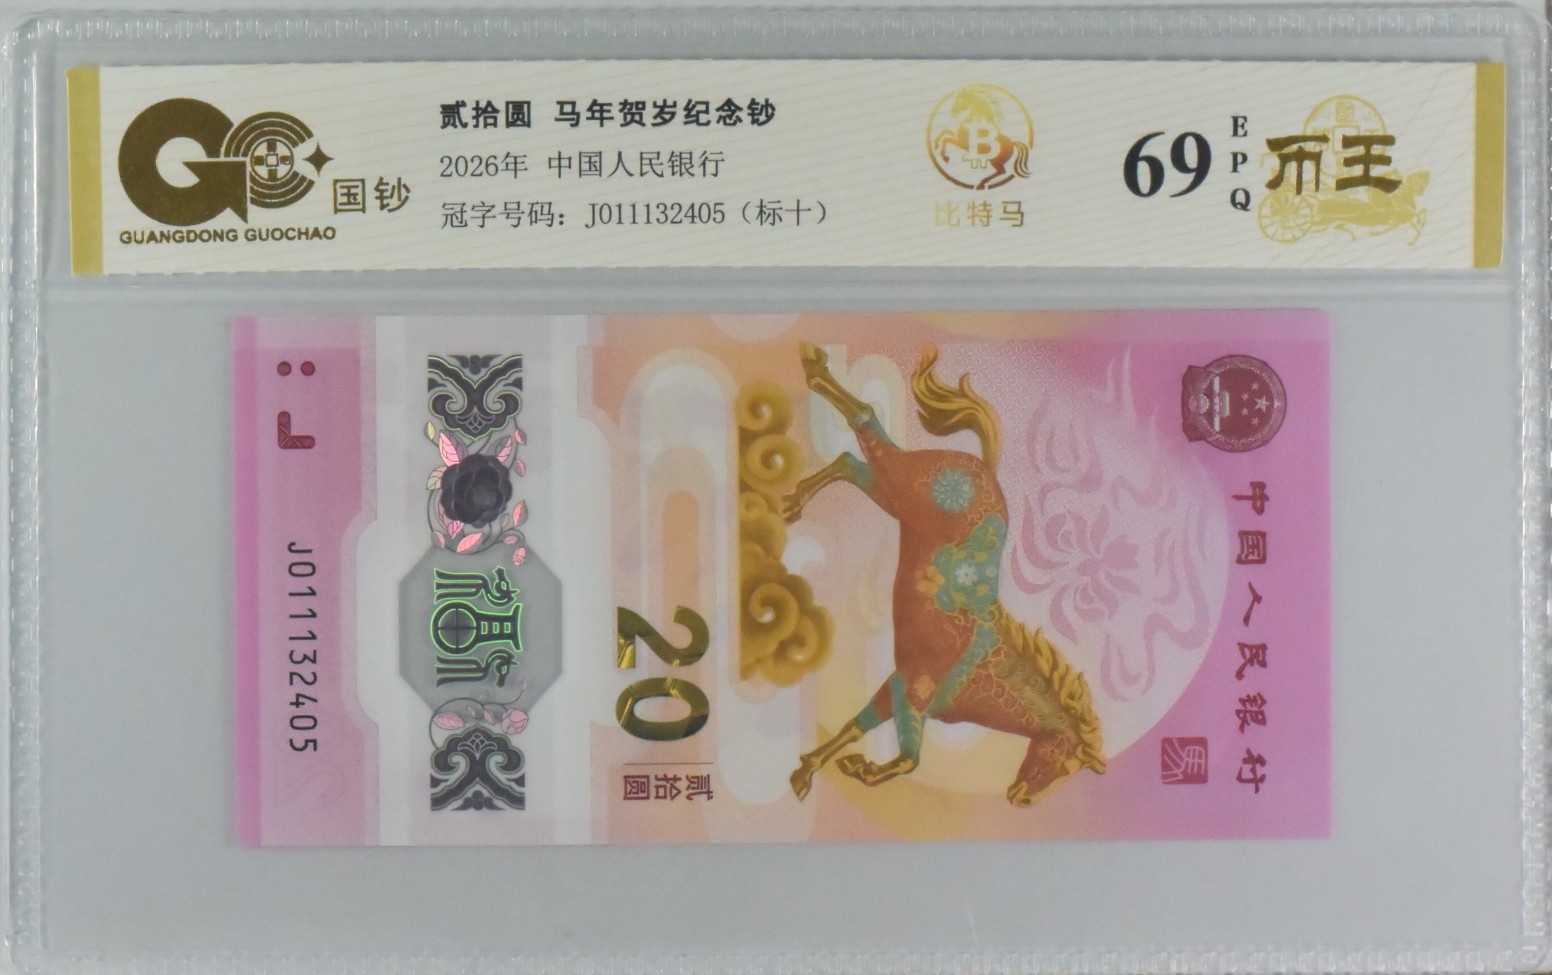 GC
国钞
GUANGDONG GUOCHAO
贰拾圆 马年贺岁纪念钞
2026年 中国人民银行
冠字号码：J011132405（标十）
B
比特马
69
EPQ
币王
J011132405
福
20
贰拾圆
中国人民银行